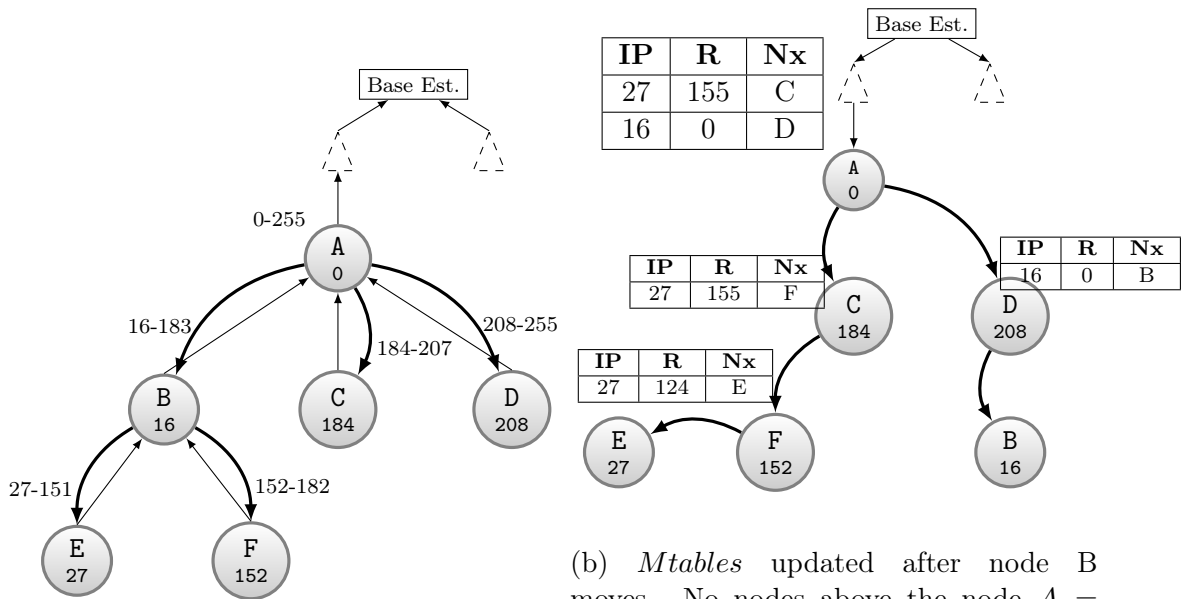 Base Est.
0-255
A
0
16-183
184-207
208-255
B
16
C
184
D
208
27-151
152-182
E
27
F
152
Base Est.
IP R Nx
27 155 C
16 0 D
A
0
IP R Nx
27 155 F
IP R Nx
16 0 B
C
184
D
208
IP R Nx
27 124 E
E
27
F
152
B
16
(b) Mtables updated after node B
moves. No nodes above the node A =